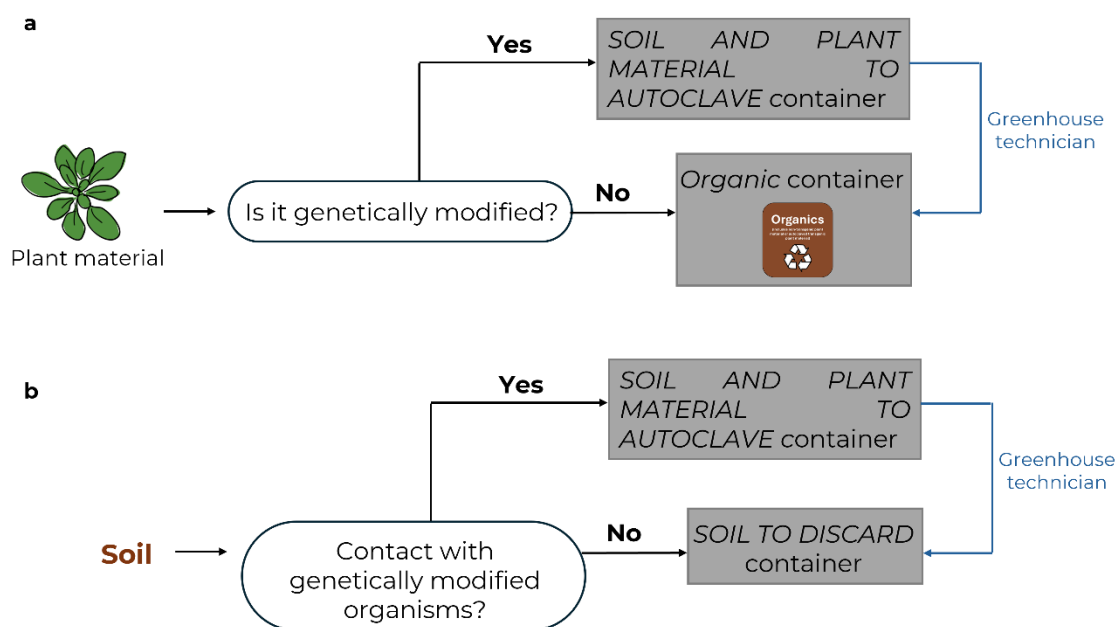 a
Yes
SOIL AND PLANT
MATERIAL TO
AUTOCLAVE container
Greenhouse
technician
Plant material
Is it genetically modified?
No
Organic container
Organics
b
Yes
SOIL AND PLANT
MATERIAL TO
AUTOCLAVE container
Greenhouse
technician
Soil
Contact with
genetically modified
organisms?
No
SOIL TO DISCARD
container